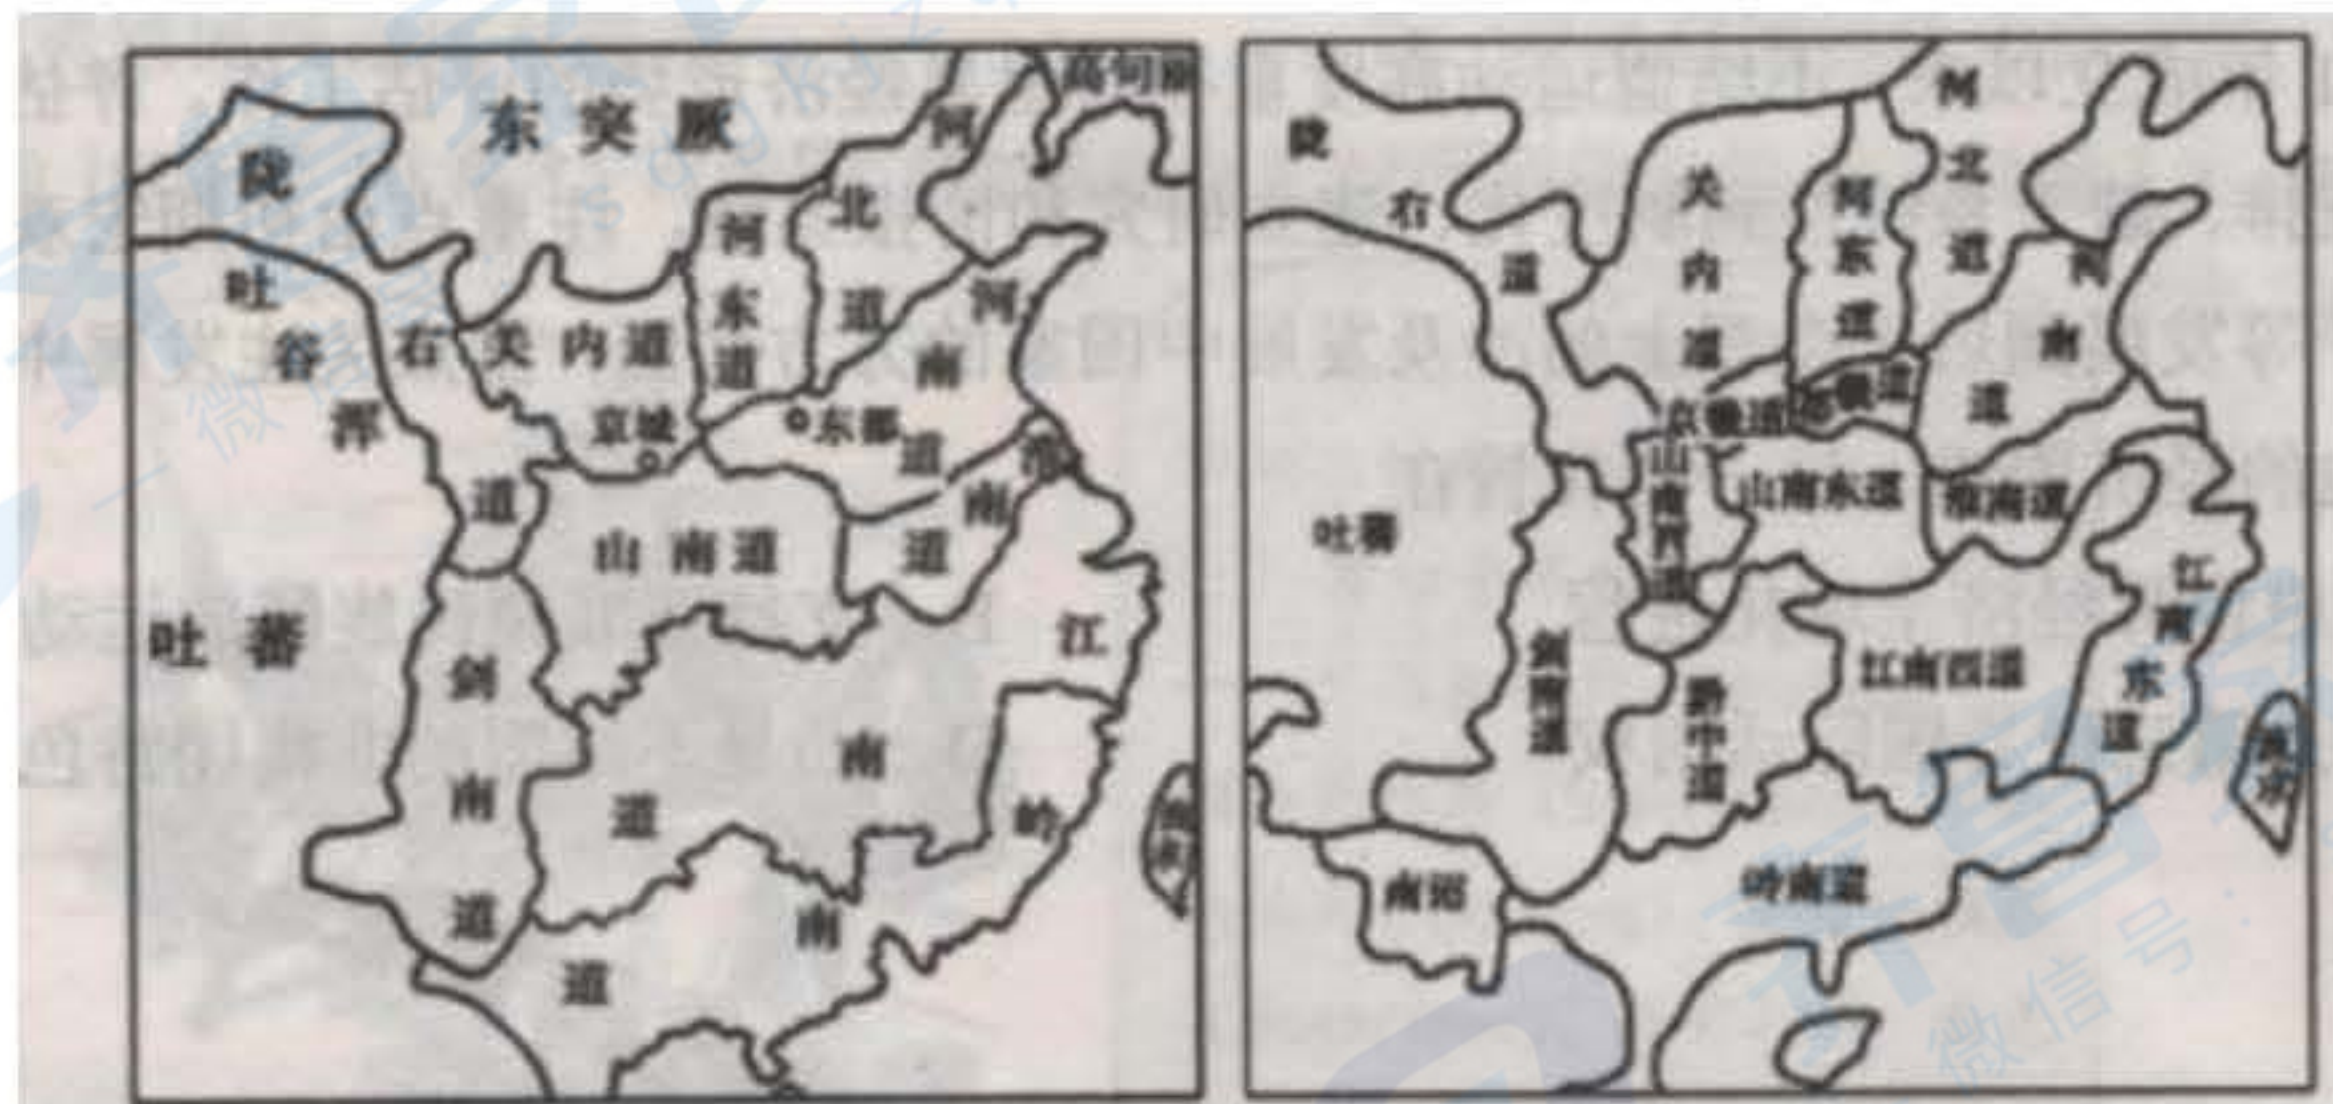 东突厥
高句丽
陇右道
吐谷浑
关内道
河东道
河北道
河南道
京城
东都
淮南道
山南道
吐蕃
剑南道
江南道
岭南道
陇右道
关内道
河东道
河北道
河南道
京畿道
都畿道
山南西道
山南东道
淮南道
吐蕃
剑南道
黔中道
江南西道
江南东道
南诏
岭南道
流求